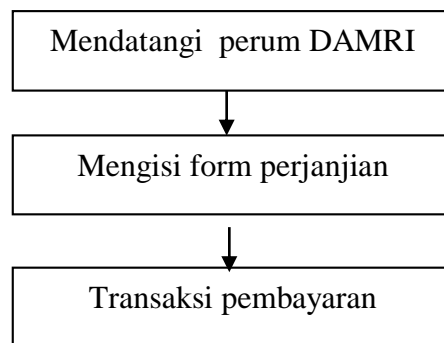 Mendatangi  perum DAMRI
Mengisi form perjanjian
Transaksi pembayaran